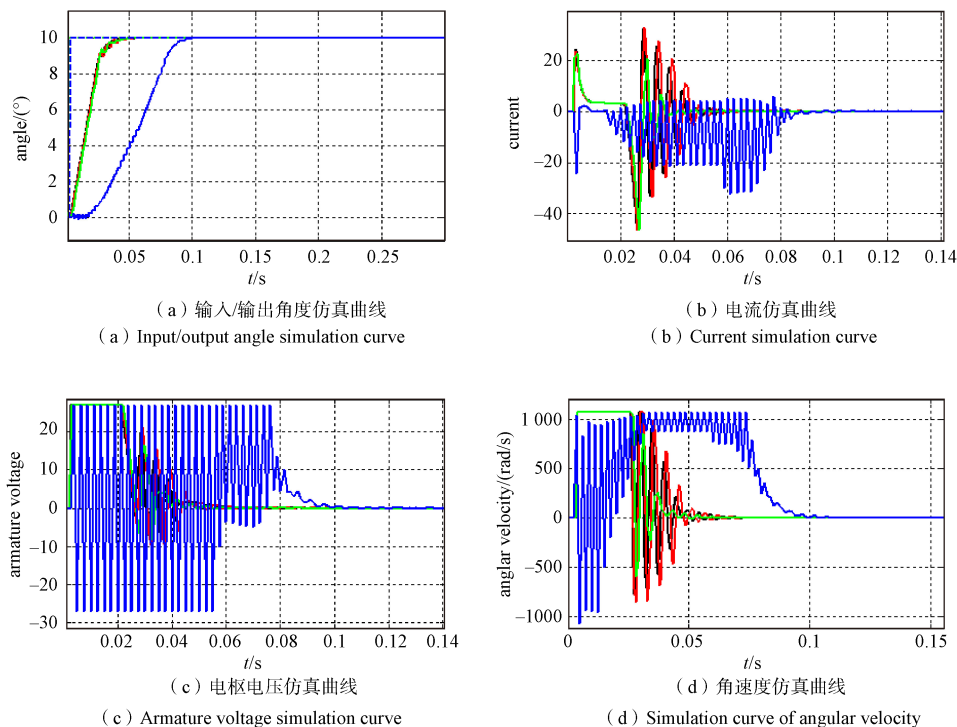 10
8
6
4
2
0
angle/(°)
0.05
0.1
0.15
0.2
0.25
t/s
（a）输入/输出角度仿真曲线
（a）Input/output angle simulation curve
20
0
−20
−40
current
0.02
0.04
0.06
0.08
0.1
0.12
0.14
t/s
（b）电流仿真曲线
（b）Current simulation curve
20
10
0
−10
−20
−30
armature voltage
0.02
0.04
0.06
0.08
0.1
0.12
0.14
t/s
（c）电枢电压仿真曲线
（c）Armature voltage simulation curve
1 000
500
0
−500
−1000
anglar velocity/(rad/s)
0
0.05
0.1
0.15
t/s
（d）角速度仿真曲线
（d）Simulation curve of angular velocity